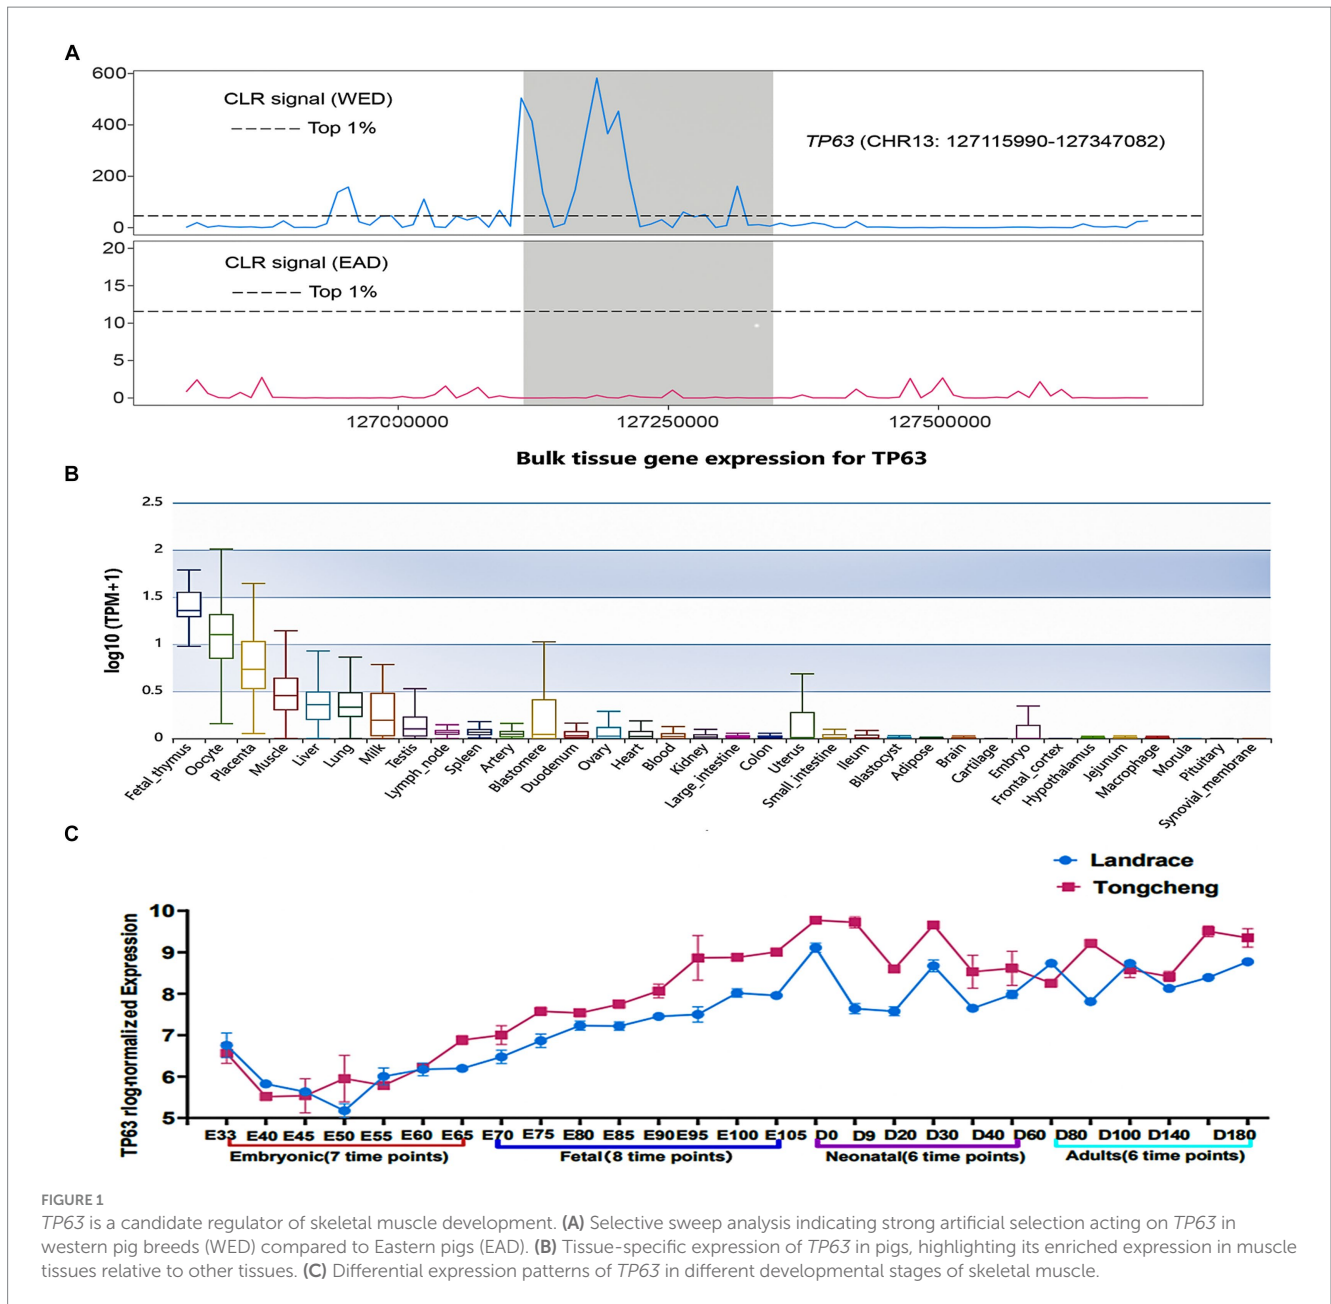 A
600
400
200
0
CLR signal (WED)
Top 1%
TP63 (CHR13: 127115990-127347082)
20
15
10
5
0
CLR signal (EAD)
Top 1%
127000000
127250000
127500000
Bulk tissue gene expression for TP63
B
log10 (TPM+1)
2.5
2
1.5
1
0.5
0
Fetal_thymus
Oocyte
Placenta
Muscle
Liver
Lung
Milk
Testis
Lymph_node
Spleen
Artery
Blastomere
Duodenum
Ovary
Heart
Blood
Kidney
Large_intestine
Colon
Uterus
Small_intestine
Ileum
Blastocyst
Adipose
Brain
Cartilage
Embryo
Frontal_cortex
Hypothalamus
Jejunum
Macrophage
Morula
Pituitary
Synovial_membrane
C
Landrace
Tongcheng
TP63 rlog-normalized Expression
10
9
8
7
6
5
E33 E40 E45 E50 E55 E60 E65 E70 E75 E80 E85 E90 E95 E100 E105 D0 D9 D20 D30 D40 D60 D80 D100 D140 D180
Embryonic(7 time points) Fetal(8 time points) Neonatal(6 time points) Adults(6 time points)
FIGURE 1
TP63 is a candidate regulator of skeletal muscle development. (A) Selective sweep analysis indicating strong artificial selection acting on TP63 in
western pig breeds (WED) compared to Eastern pigs (EAD). (B) Tissue-specific expression of TP63 in pigs, highlighting its enriched expression in muscle
tissues relative to other tissues. (C) Differential expression patterns of TP63 in different developmental stages of skeletal muscle.